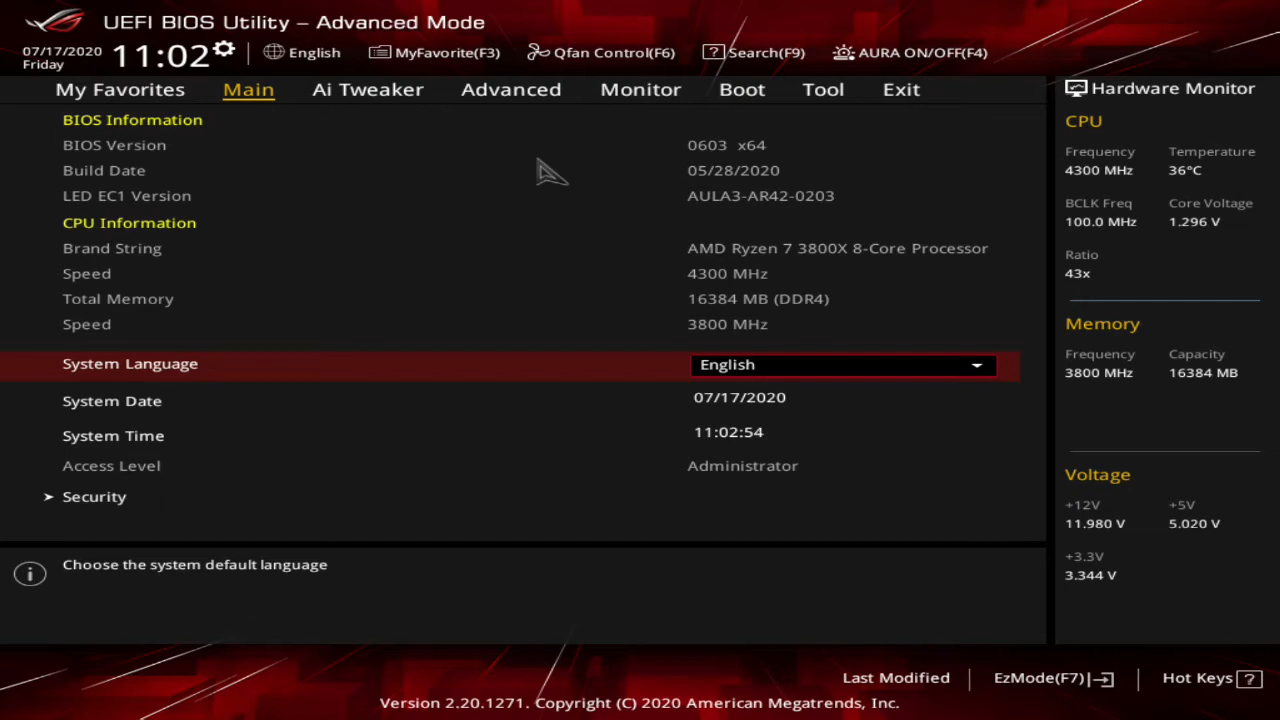 UEFI BIOS Utility – Advanced Mode
07/17/2020 Friday 11:02 English MyFavorite(F3) Qfan Control(F6) ? Search(F9) AURA ON/OFF(F4)
My Favorites Main Ai Tweaker Advanced Monitor Boot Tool Exit
BIOS Information
BIOS Version 0603 x64
Build Date 05/28/2020
LED EC1 Version AULA3-AR42-0203
CPU Information
Brand String AMD Ryzen 7 3800X 8-Core Processor
Speed 4300 MHz
Total Memory 16384 MB (DDR4)
Speed 3800 MHz
System Language English
System Date 07/17/2020
System Time 11:02:54
Access Level Administrator
Security
i Choose the system default language
Hardware Monitor
CPU
Frequency Temperature
4300 MHz 36°C
BCLK Freq Core Voltage
100.0 MHz 1.296 V
Ratio
43x
Memory
Frequency Capacity
3800 MHz 16384 MB
Voltage
+12V +5V
11.980 V 5.020 V
+3.3V
3.344 V
Last Modified EzMode(F7) Hot Keys ?
Version 2.20.1271. Copyright (C) 2020 American Megatrends, Inc.